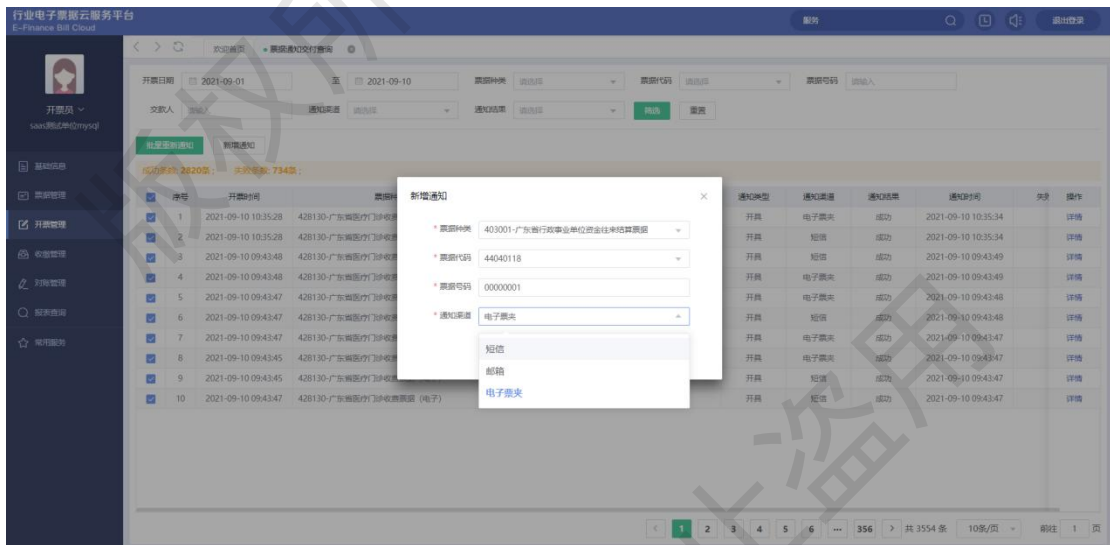 行业电子票据云服务平台
E-Finance Bill Cloud
服务
退出登录
欢迎首页
票据通知交付查询
开票员
saas测试单位mysql
基础信息
票据管理
开票管理
收缴管理
对账管理
报表查询
常用服务
开票日期 2021-09-01 至 2021-09-10 票据种类 请选择 票据代码 请选择 票据号码 请输入
交款人 请输入 通知渠道 请选择 通知结果 请选择 筛选 重置
批量重新通知 新增通知
成功条数: 2820条; 失败条数: 734条;
序号 开票时间 票据种 通知类型 通知渠道 通知结果 通知时间 失败 操作
1 2021-09-10 10:35:28 428130-广东省医疗门诊收费 开具 电子票夹 成功 2021-09-10 10:35:34 详情
2 2021-09-10 10:35:28 428130-广东省医疗门诊收费 开具 短信 成功 2021-09-10 10:35:34 详情
3 2021-09-10 09:43:48 428130-广东省医疗门诊收费 开具 短信 成功 2021-09-10 09:43:49 详情
4 2021-09-10 09:43:48 428130-广东省医疗门诊收费 开具 电子票夹 成功 2021-09-10 09:43:49 详情
5 2021-09-10 09:43:47 428130-广东省医疗门诊收费 开具 电子票夹 成功 2021-09-10 09:43:48 详情
6 2021-09-10 09:43:47 428130-广东省医疗门诊收费 开具 短信 成功 2021-09-10 09:43:48 详情
7 2021-09-10 09:43:47 428130-广东省医疗门诊收费 开具 电子票夹 成功 2021-09-10 09:43:47 详情
8 2021-09-10 09:43:45 428130-广东省医疗门诊收费 开具 电子票夹 成功 2021-09-10 09:43:47 详情
9 2021-09-10 09:43:45 428130-广东省医疗门诊收费票据（电子） 开具 短信 成功 2021-09-10 09:43:47 详情
10 2021-09-10 09:43:47 428130-广东省医疗门诊收费票据（电子） 开具 短信 成功 2021-09-10 09:43:47 详情
新增通知
* 票据种类 403001-广东省行政事业单位资金往来结算票据
* 票据代码 44040118
* 票据号码 00000001
* 通知渠道 电子票夹
短信
邮箱
电子票夹
1 2 3 4 5 6 ... 356 共 3554 条 10条/页 前往 1 页
版权所
止盗用